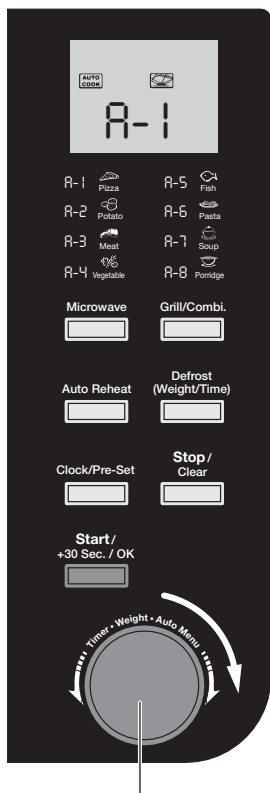 AUTO
COOK
A-1
A-1 Pizza
A-5 Fish
A-2 Potato
A-6 Pasta
A-3 Meat
A-7 Soup
A-4 Vegetable
A-8 Porridge
Microwave
Grill/Combi.
Auto Reheat
Defrost
(Weight/Time)
Clock/Pre-Set
Stop/
Clear
Start/
+30 Sec. / OK
Timer • Weight • Auto Menu